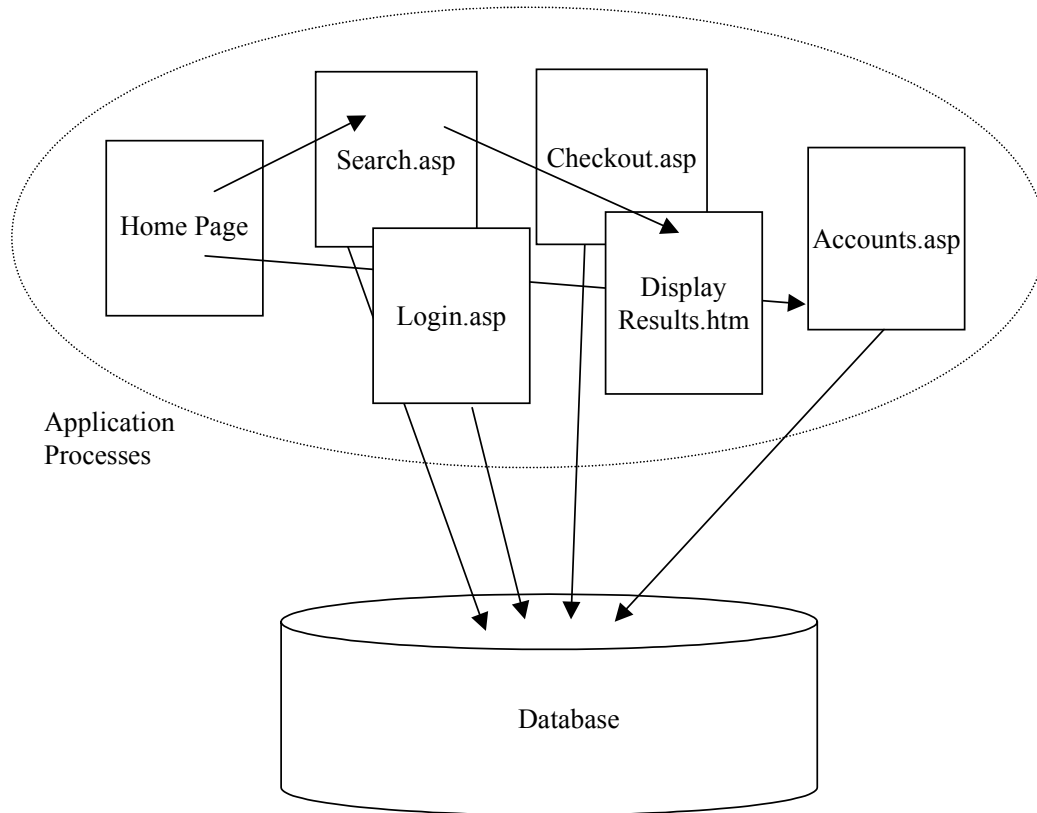 Home Page
Search.asp
Checkout.asp
Accounts.asp
Login.asp
Display
Results.htm
Application
Processes
Database